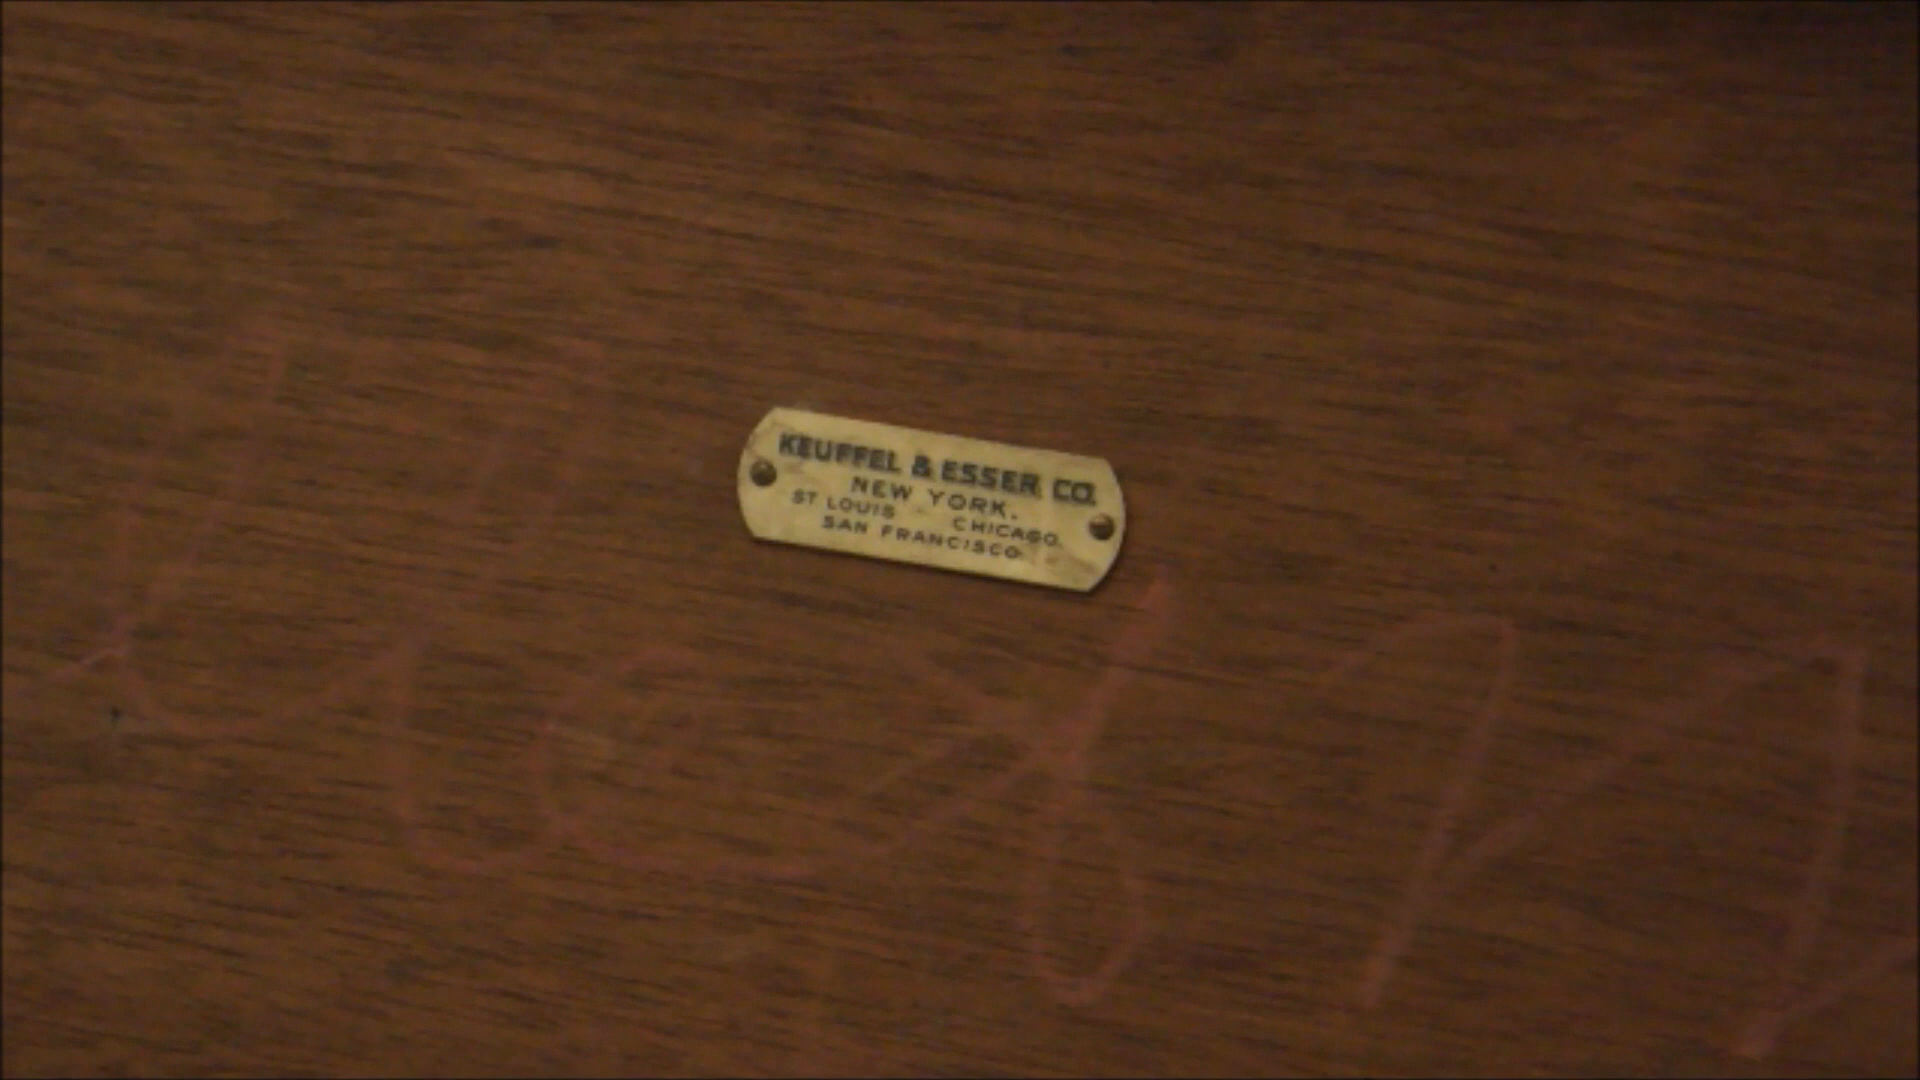 KEUFFEL & ESSER CO.
NEW YORK.
ST LOUIS CHICAGO
SAN FRANCISCO